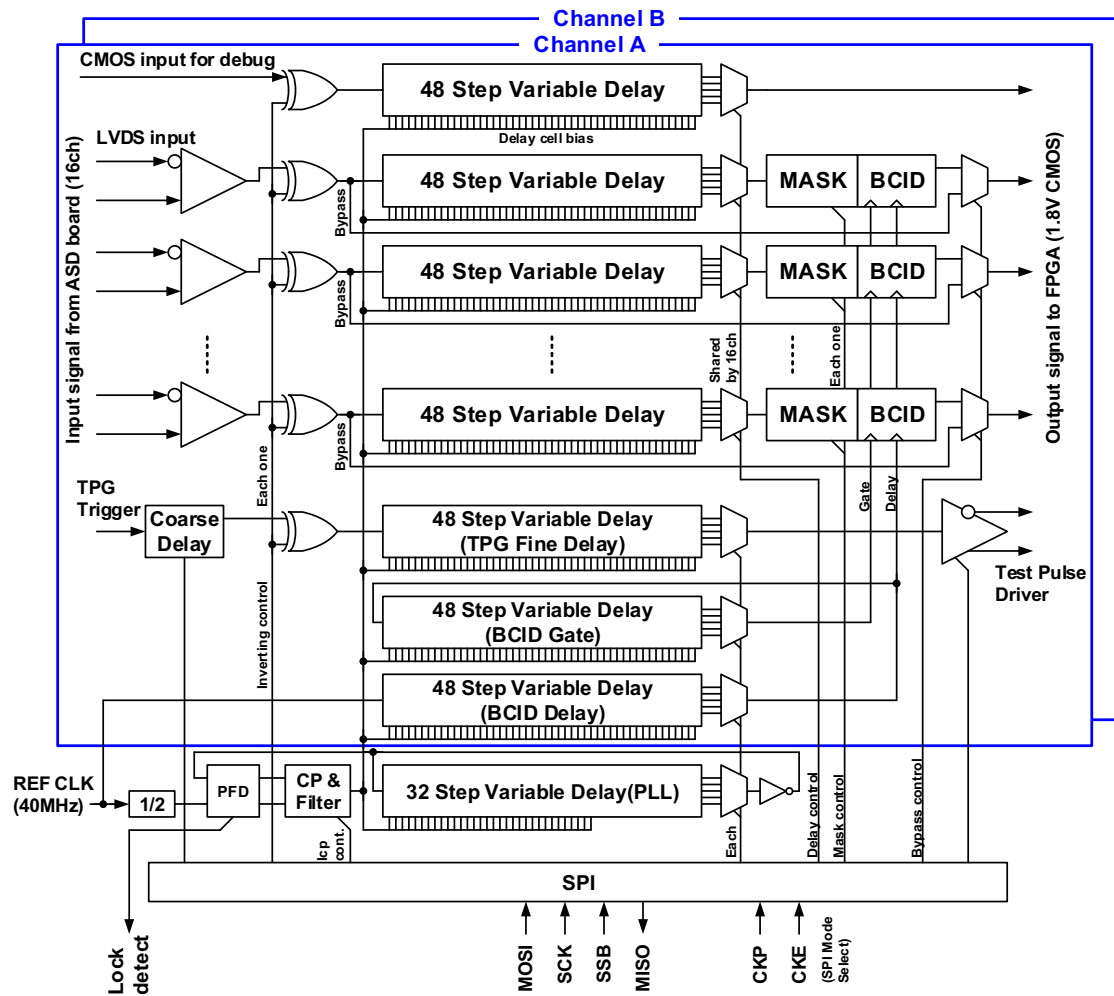 Channel B
Channel A
CMOS input for debug
48 Step Variable Delay
Delay cell bias
Input signal from ASD board (16ch)
LVDS input
Bypass
48 Step Variable Delay
MASK
BCID
Output signal to FPGA (1.8V CMOS)
Bypass
48 Step Variable Delay
MASK
BCID
Shared
by 16ch
Each one
Bypass
48 Step Variable Delay
MASK
BCID
Each one
Gate
Delay
TPG
Trigger
Coarse
Delay
48 Step Variable Delay
(TPG Fine Delay)
Test Pulse
Driver
Inverting control
48 Step Variable Delay
(BCID Gate)
48 Step Variable Delay
(BCID Delay)
REF CLK
(40MHz)
1/2
PFD
CP &
Filter
32 Step Variable Delay(PLL)
Icp
cont.
Each
Delay control
Mask control
Bypass control
SPI
Lock
detect
MOSI
SCK
SSB
MISO
CKP
CKE
(SPI Mode
Select)